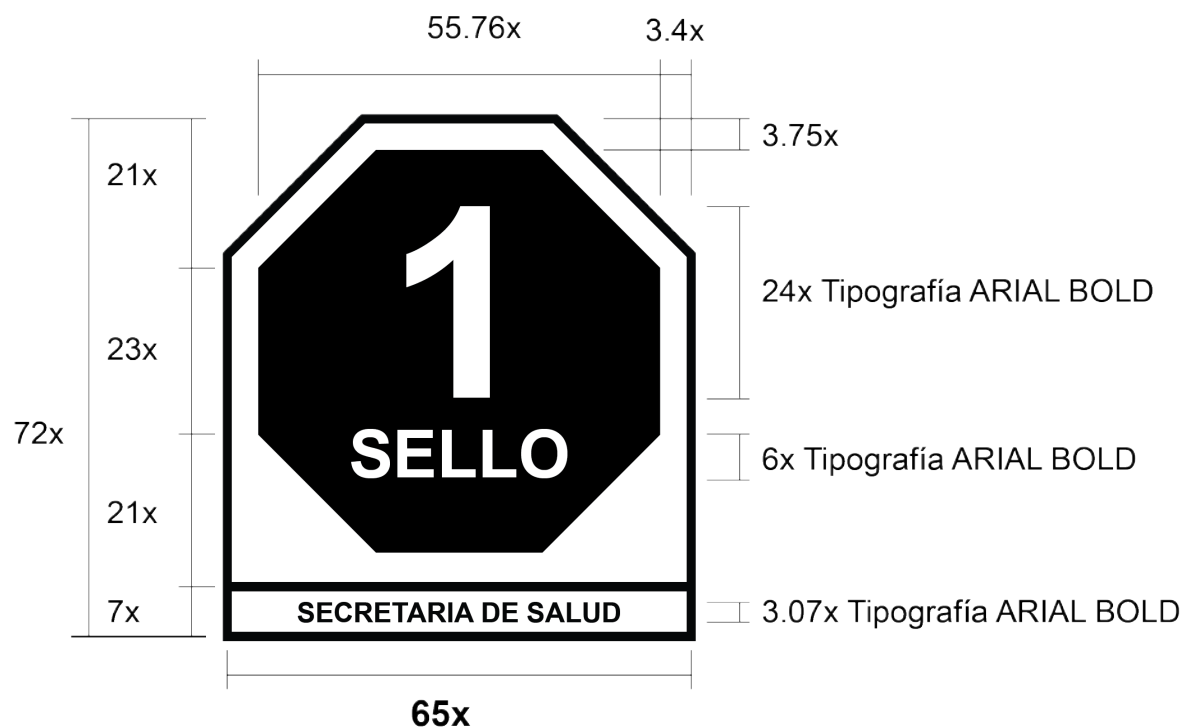 55.76x 3.4x
3.75x
21x
1
24x Tipografía ARIAL BOLD
23x
72x
SELLO
6x Tipografía ARIAL BOLD
21x
7x
SECRETARIA DE SALUD
3.07x Tipografía ARIAL BOLD
65x